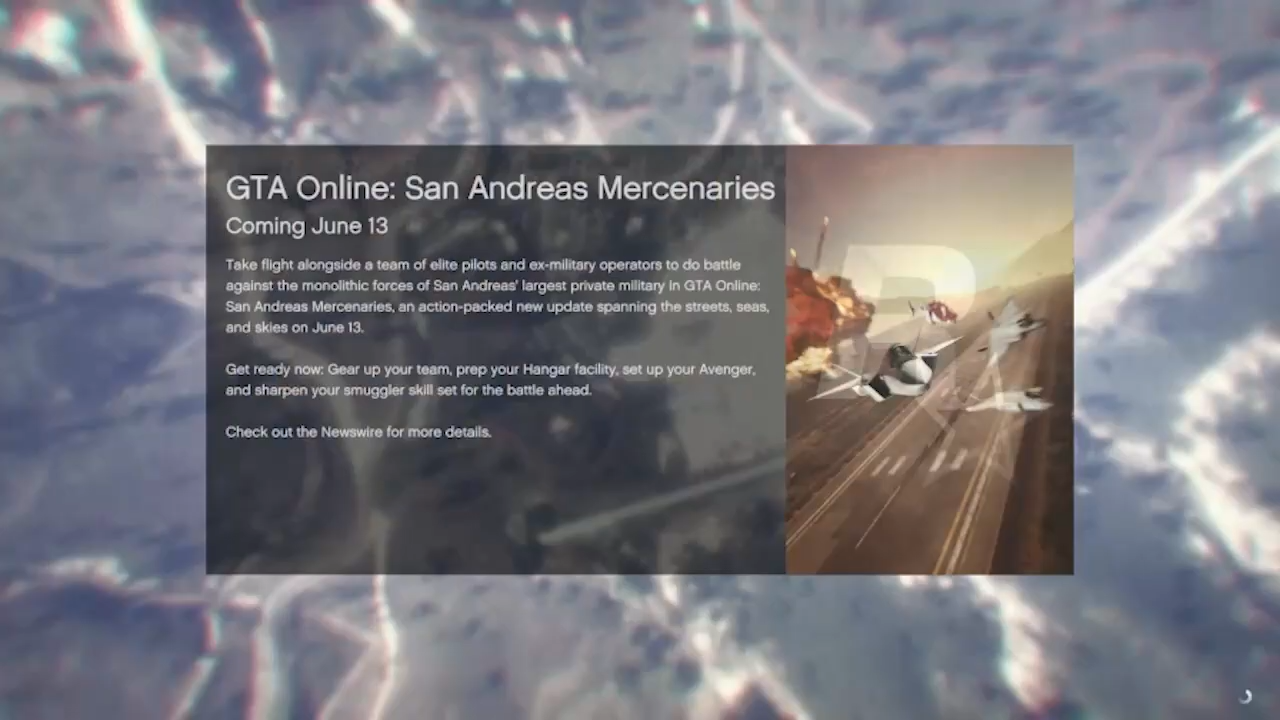 GTA Online: San Andreas Mercenaries
Coming June 13
Take flight alongside a team of elite pilots and ex-military operators to do battle
against the monolithic forces of San Andreas' largest private military in GTA Online:
San Andreas Mercenaries, an action-packed new update spanning the streets, seas,
and skies on June 13.
Get ready now: Gear up your team, prep your Hangar facility, set up your Avenger,
and sharpen your smuggler skill set for the battle ahead.
Check out the Newswire for more details.